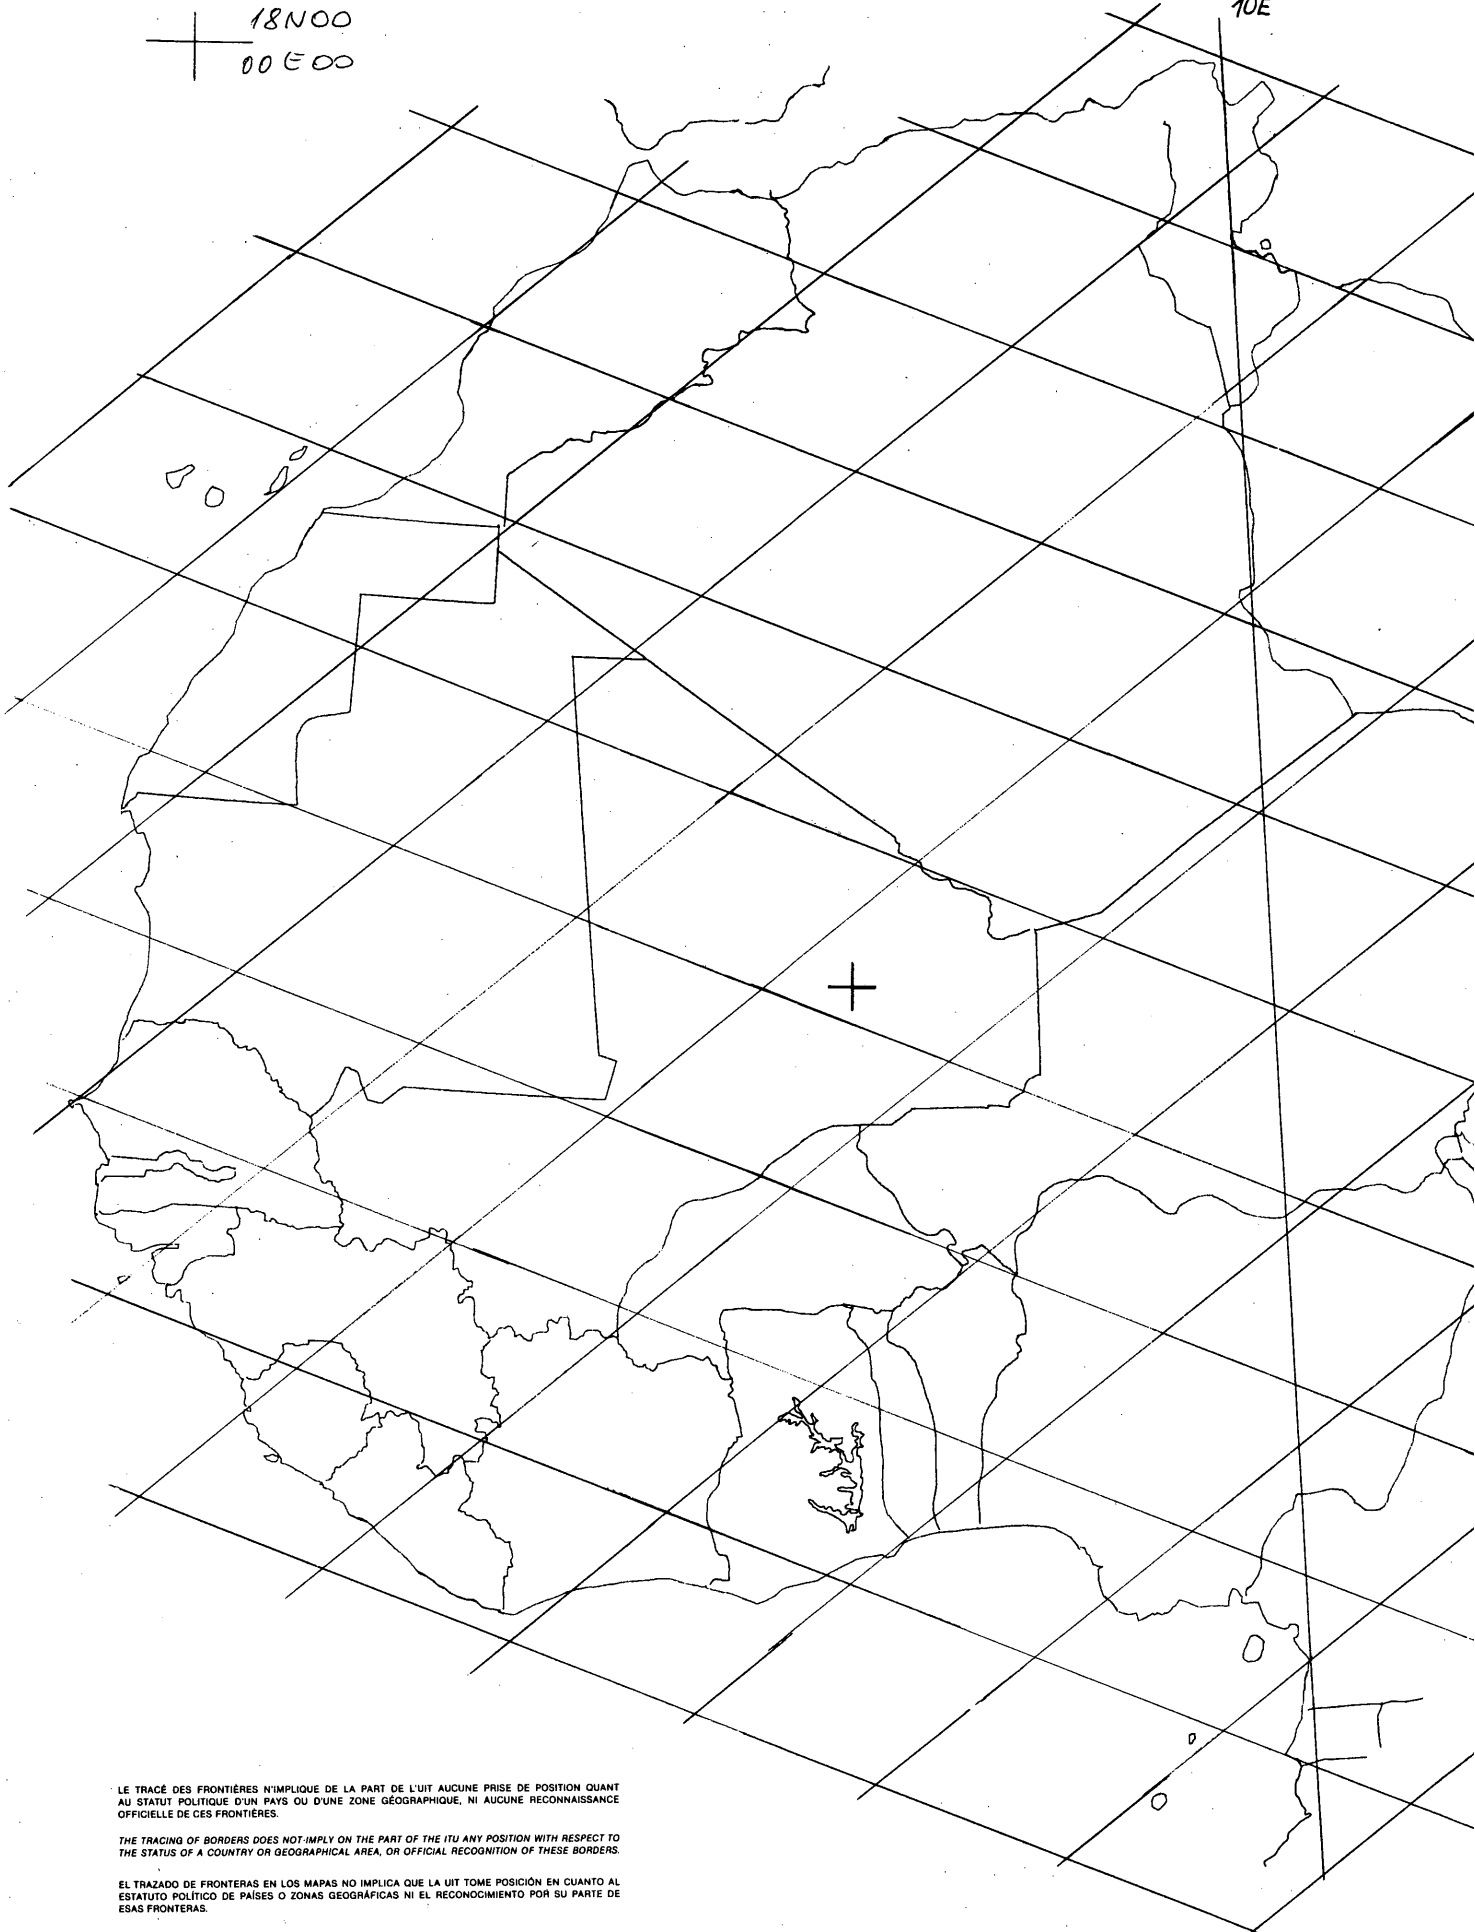 18N00
00E00
10E
LE TRACÉ DES FRONTIÈRES N'IMPLIQUE DE LA PART DE L'UIT AUCUNE PRISE DE POSITION QUANT
AU STATUT POLITIQUE D'UN PAYS OU D'UNE ZONE GÉOGRAPHIQUE, NI AUCUNE RECONNAISSANCE
OFFICIELLE DE CES FRONTIÈRES.
THE TRACING OF BORDERS DOES NOT IMPLY ON THE PART OF THE ITU ANY POSITION WITH RESPECT TO
THE STATUS OF A COUNTRY OR GEOGRAPHICAL AREA, OR OFFICIAL RECOGNITION OF THESE BORDERS.
EL TRAZADO DE FRONTERAS EN LOS MAPAS NO IMPLICA QUE LA UIT TOME POSICIÓN EN CUANTO AL
ESTATUTO POLÍTICO DE PAÍSES O ZONAS GEOGRÁFICAS NI EL RECONOCIMIENTO POR SU PARTE DE
ESAS FRONTERAS.